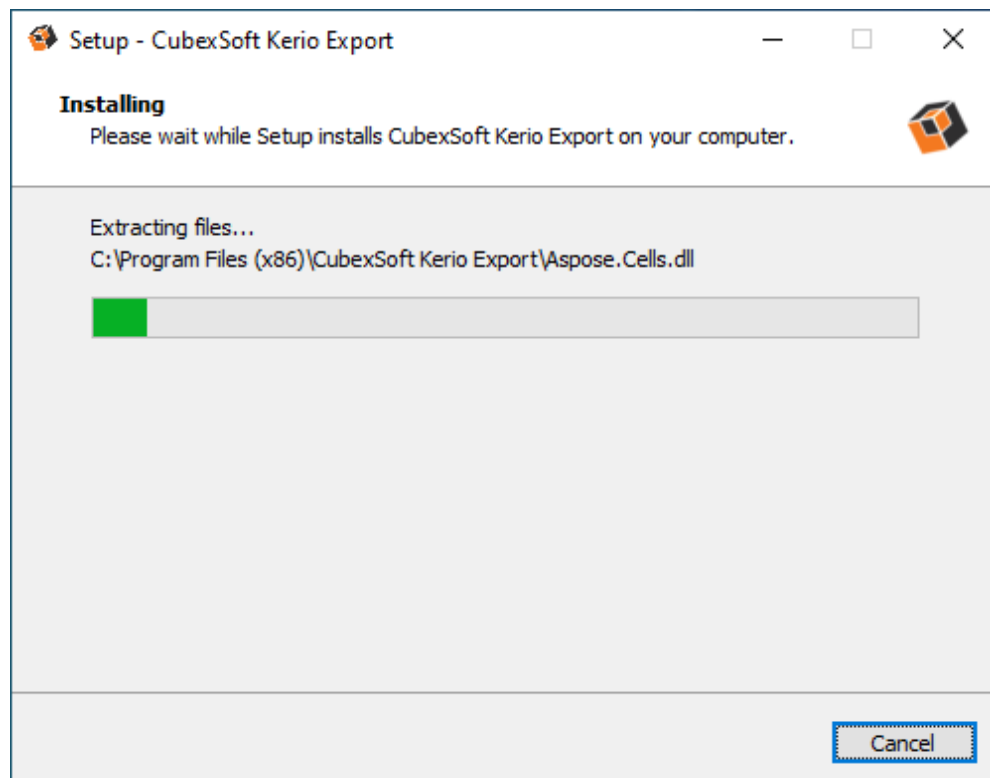 Setup - CubexSoft Kerio Export
Installing
Please wait while Setup installs CubexSoft Kerio Export on your computer.
Extracting files...
C:\Program Files (x86)\CubexSoft Kerio Export\Aspose.Cells.dll
Cancel